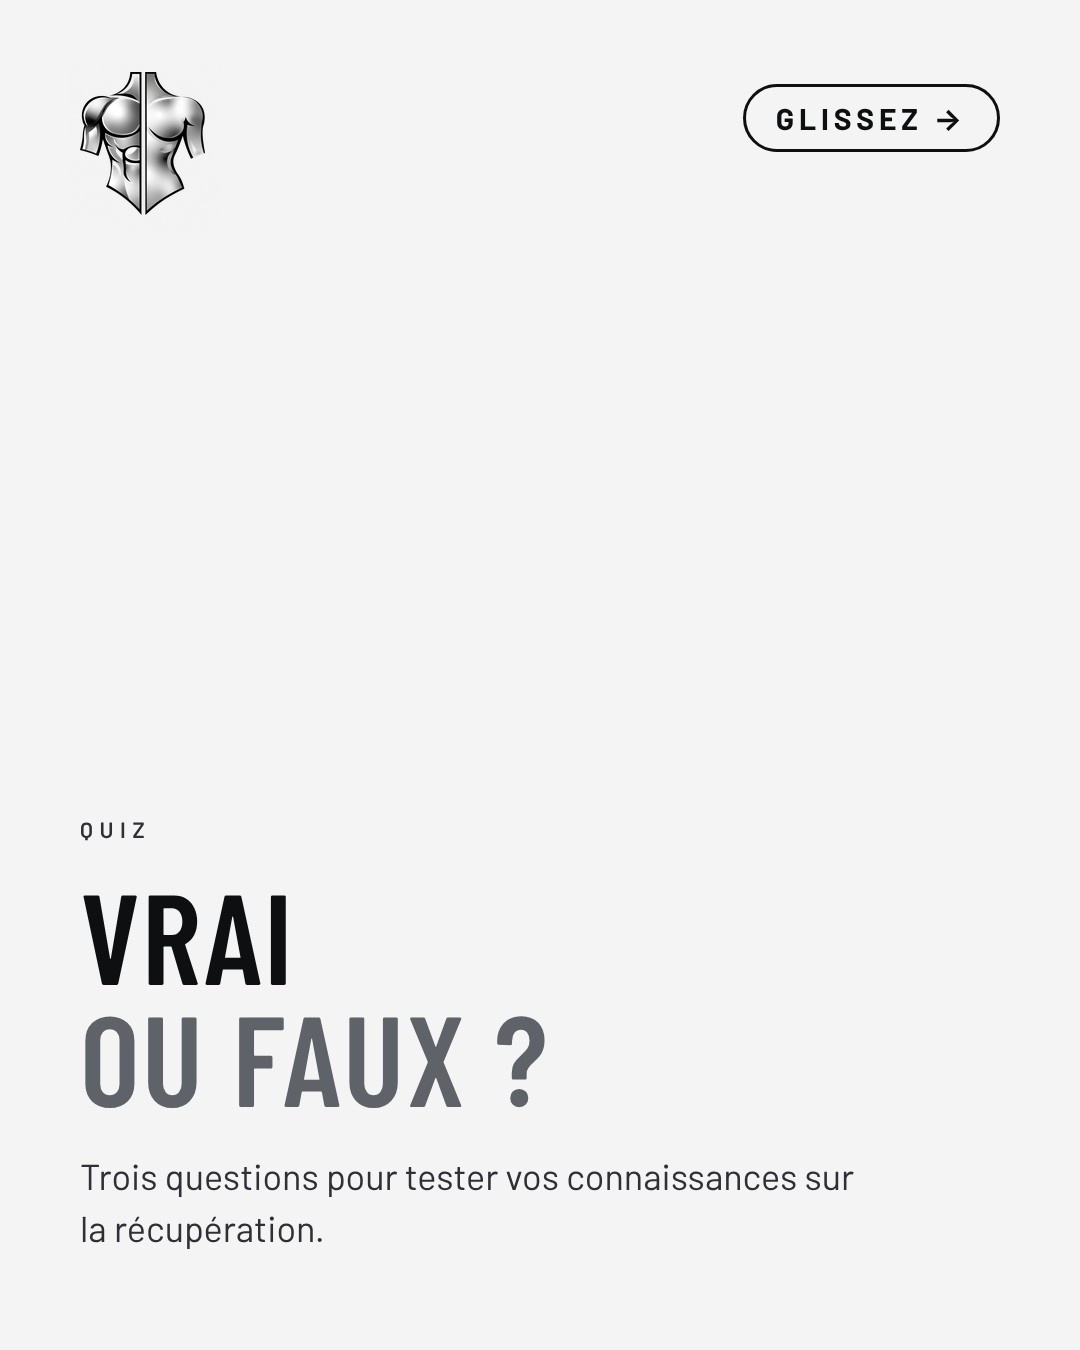 GLISSEZ →
QUIZ
VRAI
OU FAUX ?
Trois questions pour tester vos connaissances sur
la récupération.